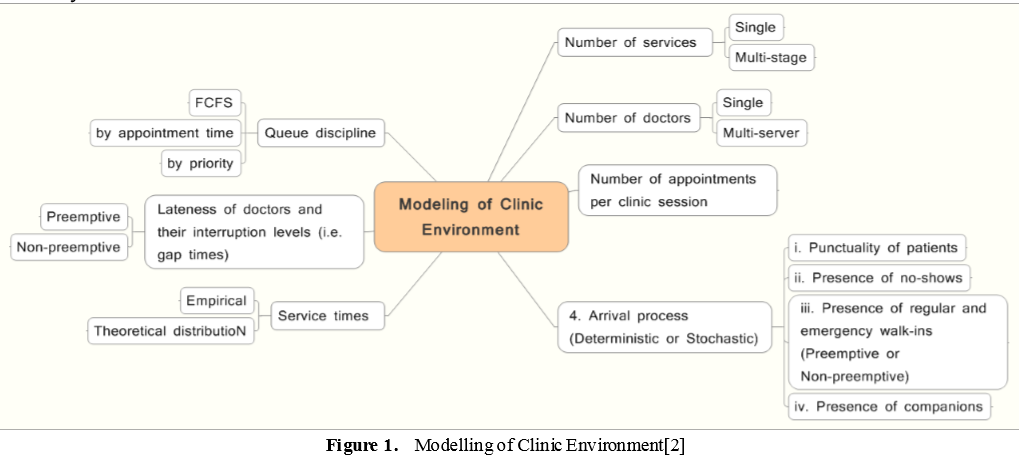 Modeling of Clinic
Environment
Number of services
Single
Multi-stage
Number of doctors
Single
Multi-server
Number of appointments
per clinic session
4. Arrival process
(Deterministic or Stochastic)
i. Punctuality of patients
ii. Presence of no-shows
iii. Presence of regular and
emergency walk-ins
(Preemptive or
Non-preemptive)
iv. Presence of companions
Queue discipline
FCFS
by appointment time
by priority
Lateness of doctors and
their interruption levels (i.e.
gap times)
Preemptive
Non-preemptive
Service times
Empirical
Theoretical distributioN
Figure 1. Modelling of Clinic Environment[2]